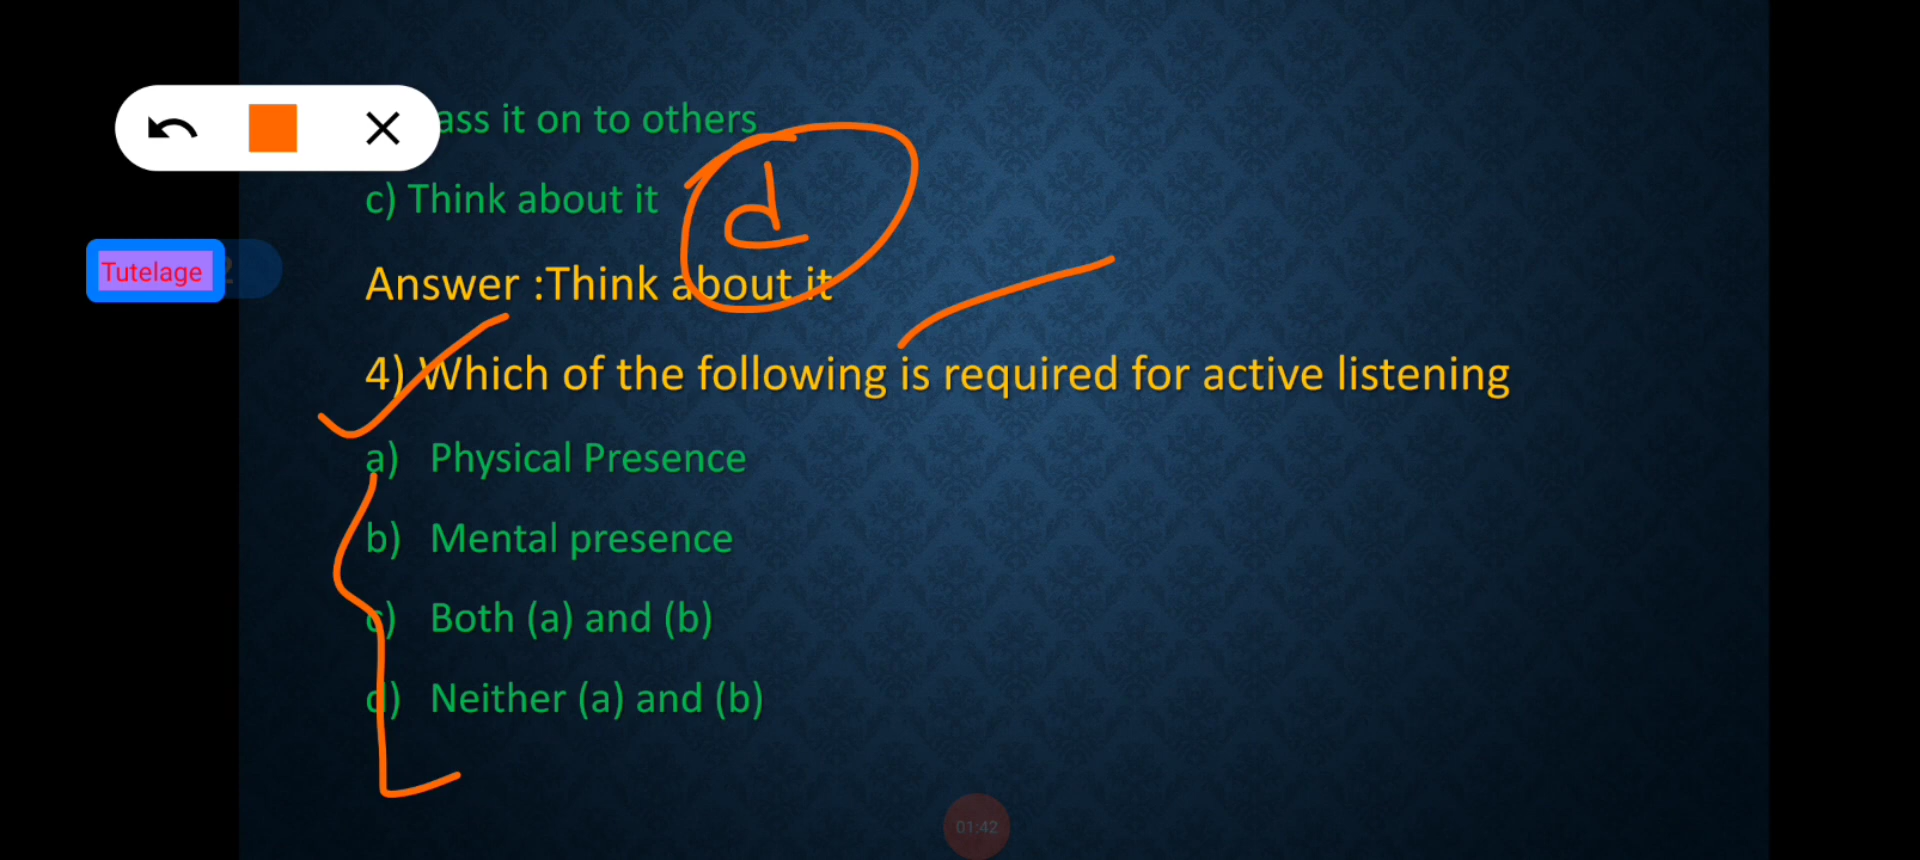 ass it on to others
c) Think about it
d
Tutelage
Answer :Think about it
4) Which of the following is required for active listening
a) Physical Presence
b) Mental presence
c) Both (a) and (b)
d) Neither (a) and (b)
01:42